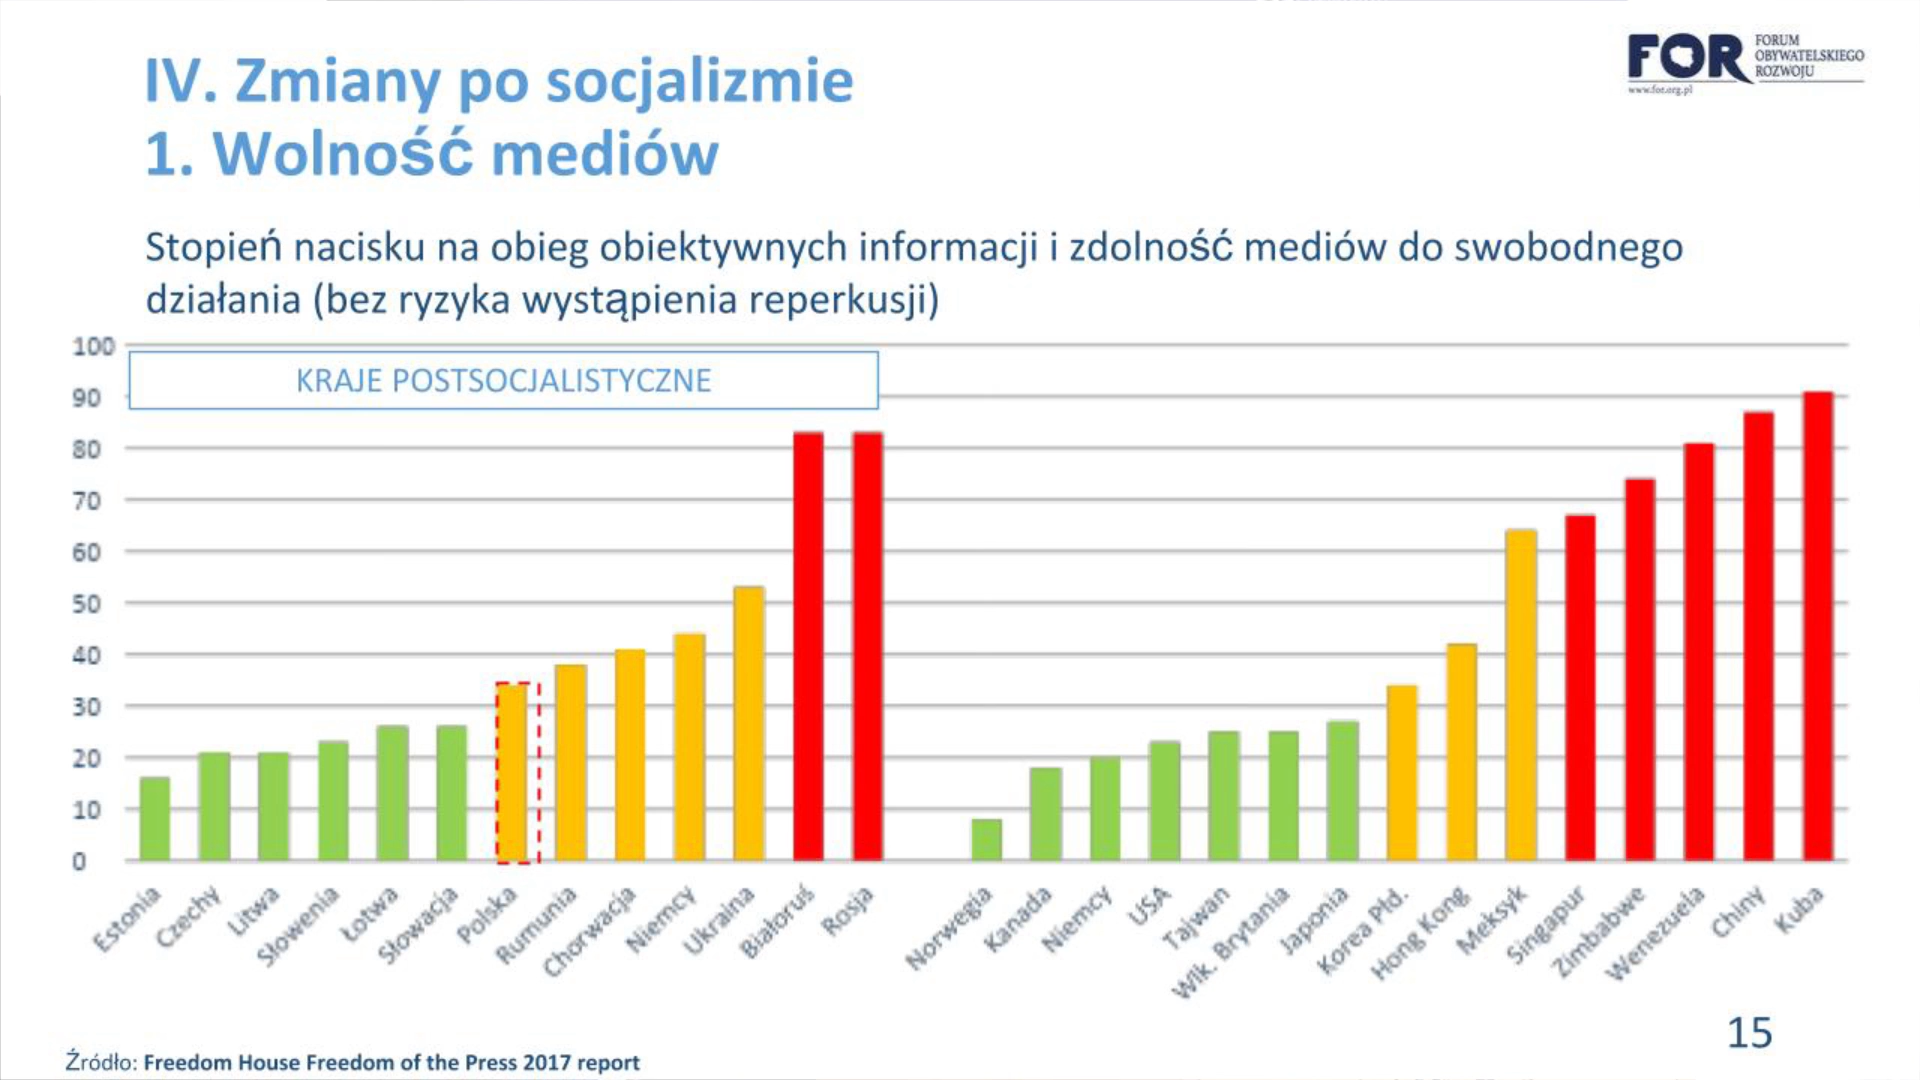 IV. Zmiany po socjalizmie
1. Wolność mediów
FOR
FORUM
OBYWATELSKIEGO
ROZWOJU
www.for.org.pl
Stopień nacisku na obieg obiektywnych informacji i zdolność mediów do swobodnego
działania (bez ryzyka wystąpienia reperkusji)
KRAJE POSTSOCJALISTYCZNE
100
90
80
70
60
50
40
30
20
10
0
Estonia
Czechy
Litwa
Słowenia
Łotwa
Słowacja
Polska
Rumunia
Chorwacja
Niemcy
Ukraina
Białoruś
Rosja
Norwegia
Kanada
Niemcy
USA
Tajwan
Wlk. Brytania
Japonia
Korea Płd.
Hong Kong
Meksyk
Singapur
Zimbabwe
Wenezuela
Chiny
Kuba
15
Źródło: Freedom House Freedom of the Press 2017 report